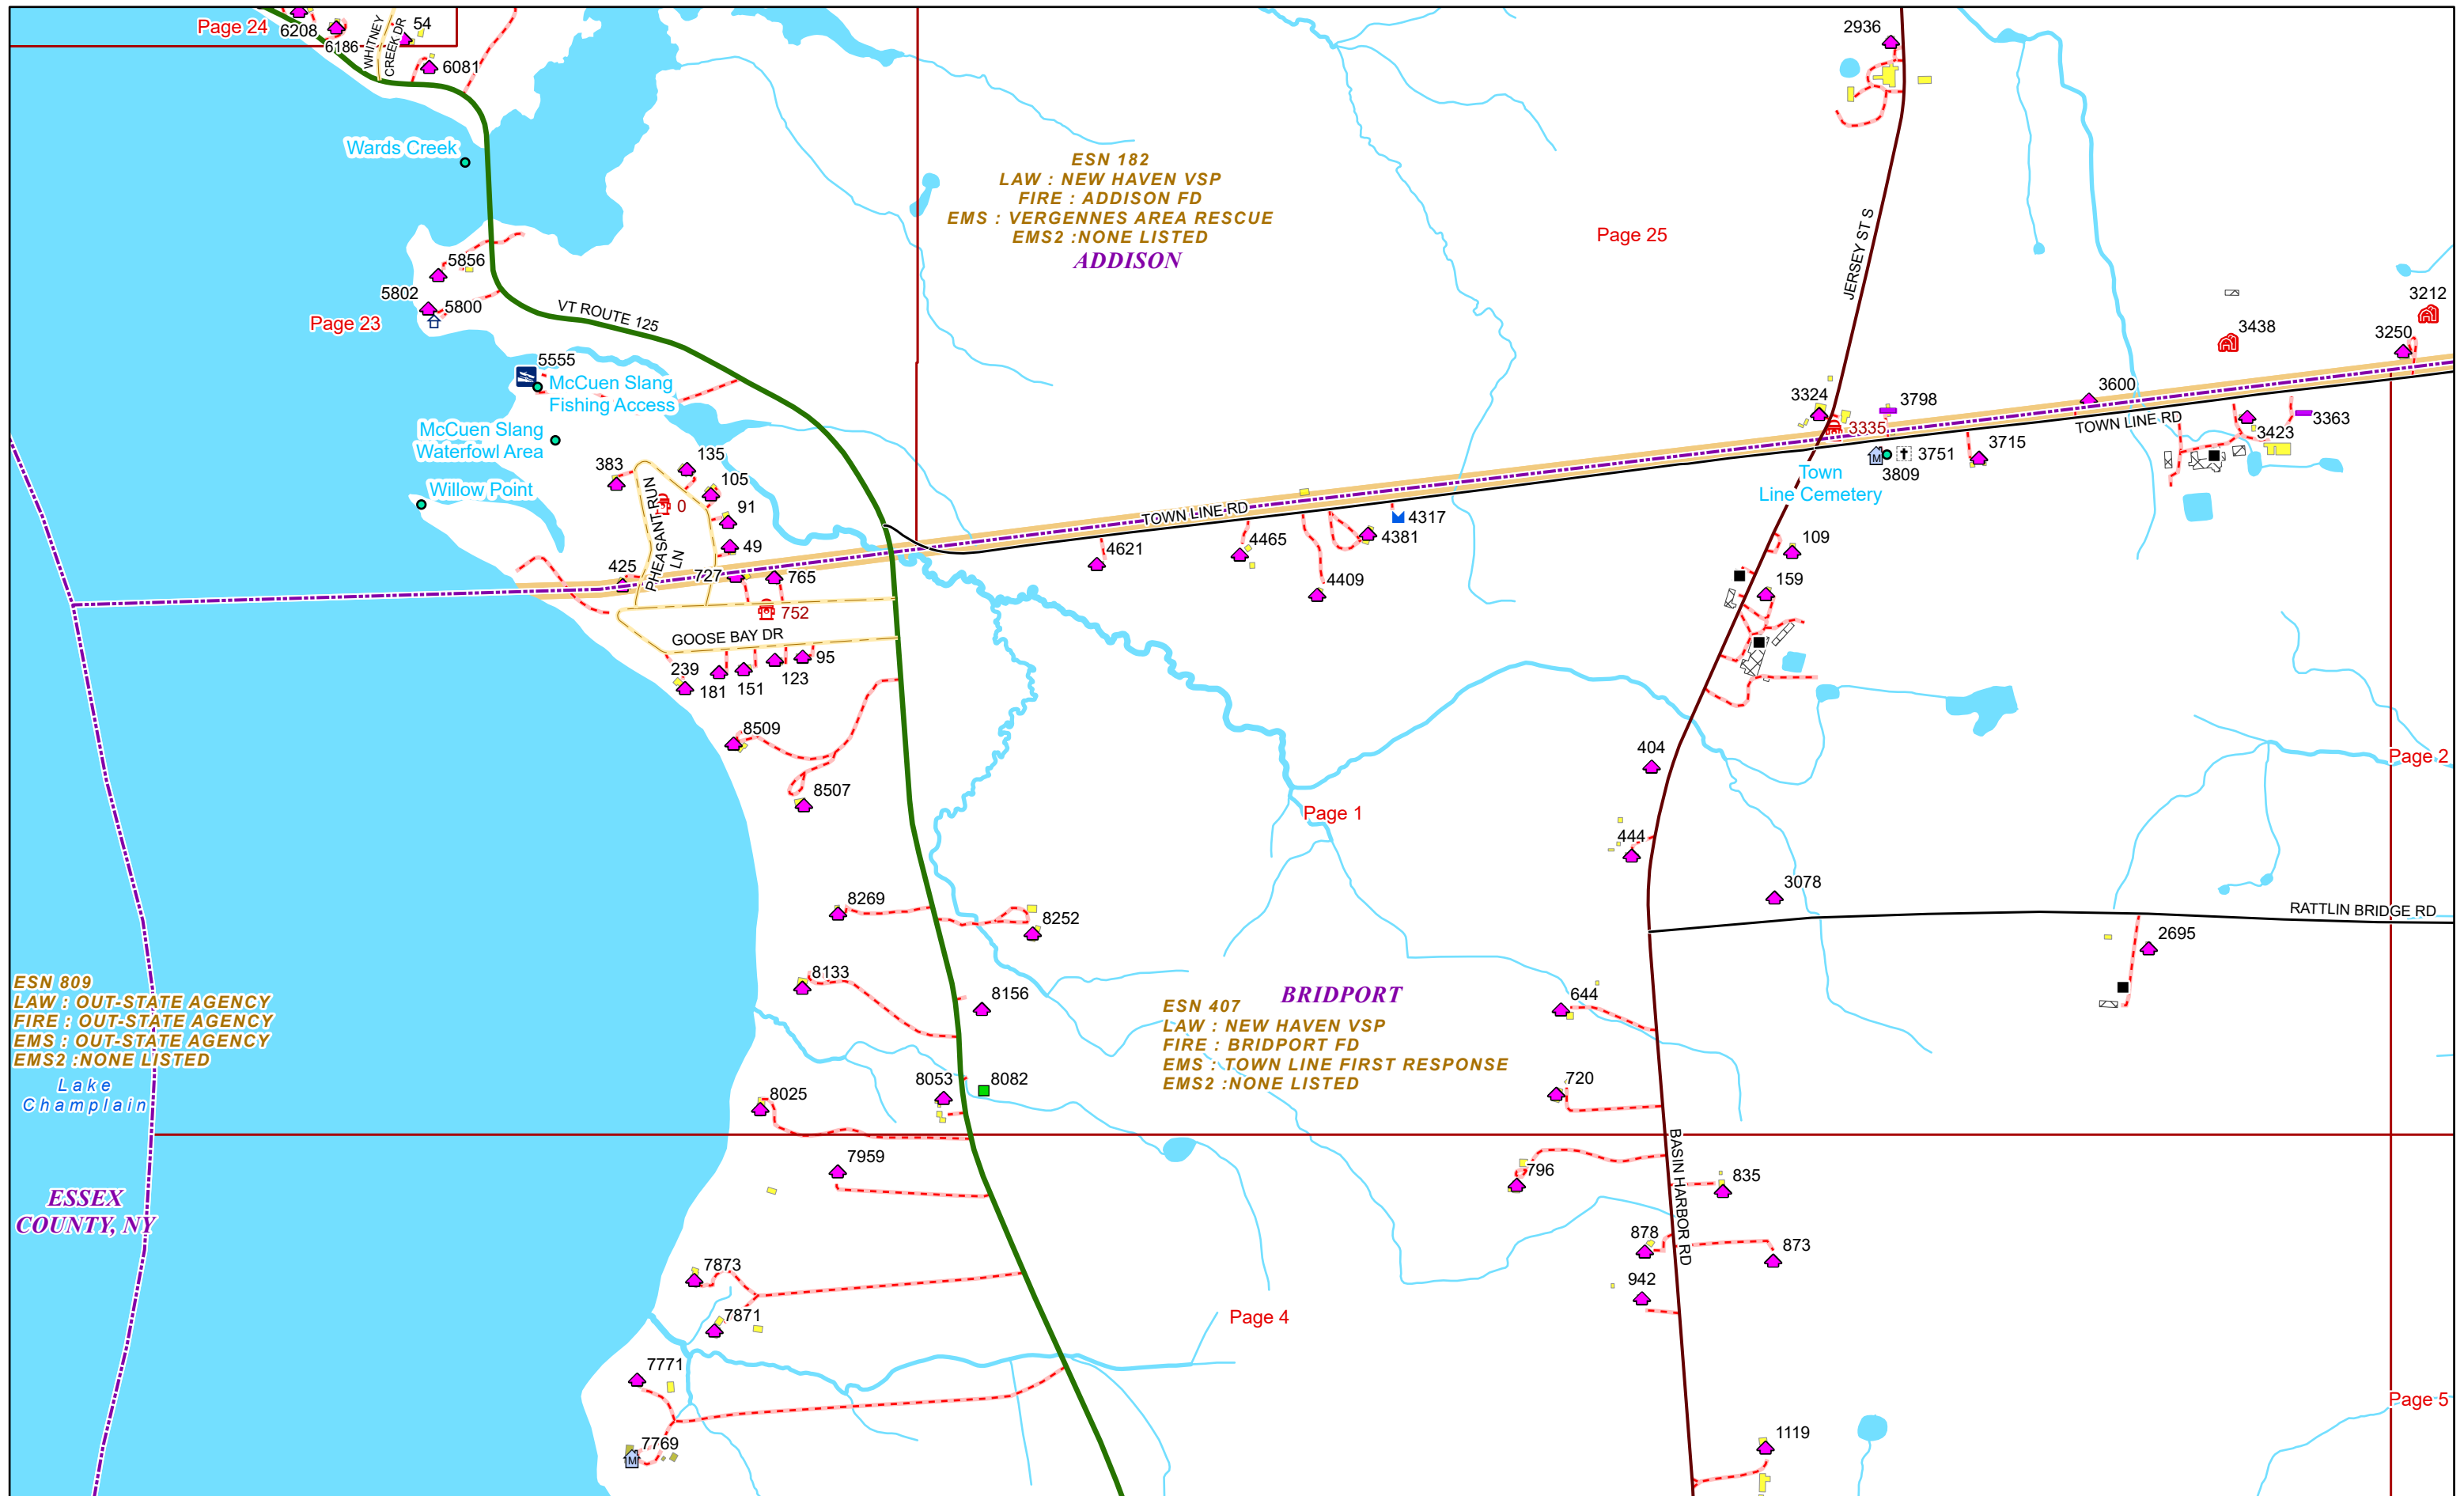 Page 24
6208
6186
WHITNEY
CREEK DR
54
6081
2936
Wards Creek
ESN 182
LAW : NEW HAVEN VSP
FIRE : ADDISON FD
EMS : VERGENNES AREA RESCUE
EMS2 :NONE LISTED
ADDISON
Page 25
JERSEY ST S
5856
5802
5800
Page 23
VT ROUTE 125
3212
3438
3250
5555
McCuen Slang
Fishing Access
McCuen Slang
Waterfowl Area
Willow Point
3324
3798
3600
3335
TOWN LINE RD
3363
3423
3751
3715
3809
M
Town
Line Cemetery
383
135
105
0
91
49
PHEASANT RUN
LN
425
727
765
752
TOWN LINE RD
4621
4465
4317
4381
4409
109
159
GOOSE BAY DR
239
181
151
123
95
8509
8507
404
Page 2
Page 1
444
3078
RATTLIN BRIDGE RD
8269
8252
2695
8133
8156
BRIDPORT
ESN 407
LAW : NEW HAVEN VSP
FIRE : BRIDPORT FD
EMS : TOWN LINE FIRST RESPONSE
EMS2 :NONE LISTED
644
ESN 809
LAW : OUT-STATE AGENCY
FIRE : OUT-STATE AGENCY
EMS : OUT-STATE AGENCY
EMS2 :NONE LISTED
Lake
Champlain
8025
8053
8082
720
7959
796
835
BASIN HARBOR RD
ESSEX
COUNTY, NY
878
873
942
7873
7871
Page 4
7771
7769
M
Page 5
1119